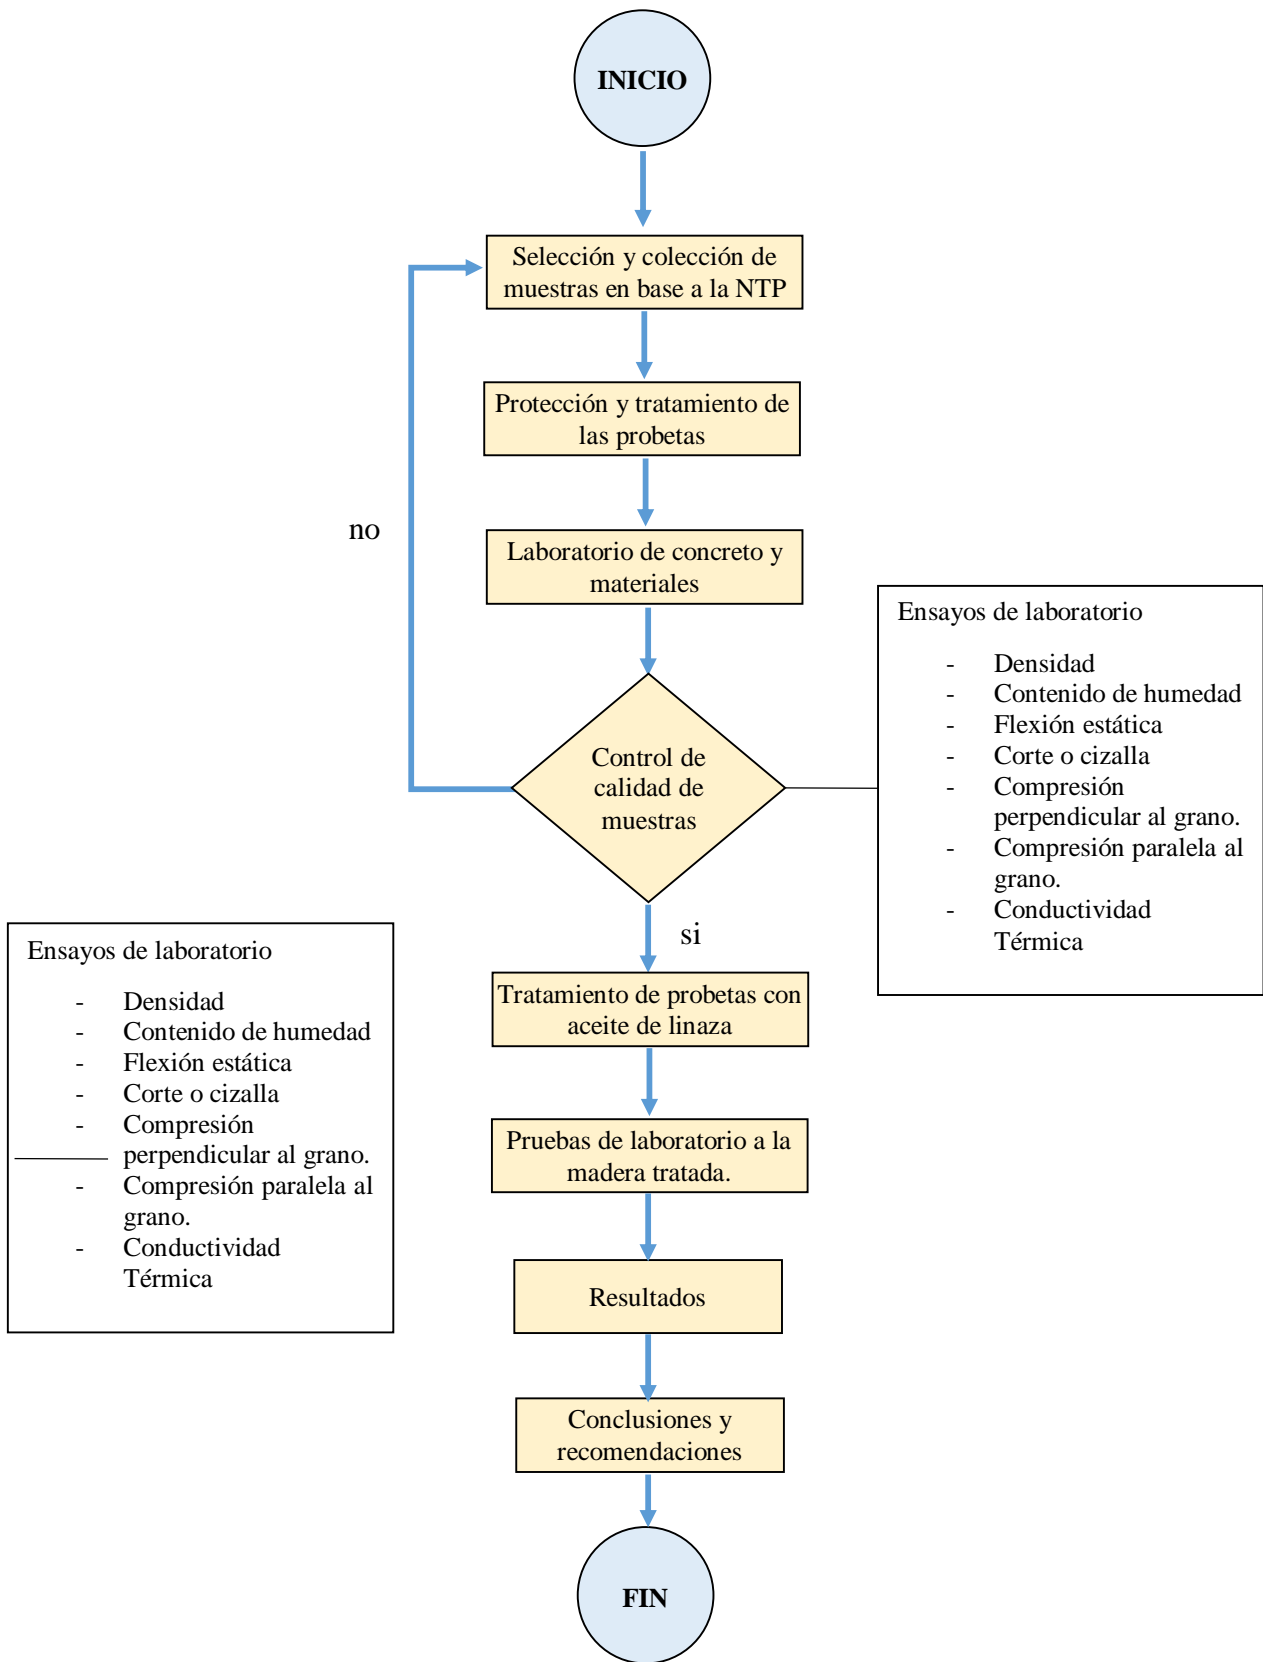 INICIO
Selección y colección de
muestras en base a la NTP
Protección y tratamiento de
las probetas
no
Laboratorio de concreto y
materiales
Control de
calidad de
muestras
Ensayos de laboratorio
- Densidad
- Contenido de humedad
- Flexión estática
- Corte o cizalla
- Compresión
perpendicular al grano.
- Compresión paralela al
grano.
- Conductividad
Térmica
si
Ensayos de laboratorio
- Densidad
- Contenido de humedad
- Flexión estática
- Corte o cizalla
- Compresión
perpendicular al grano.
- Compresión paralela al
grano.
- Conductividad
Térmica
Tratamiento de probetas con
aceite de linaza
Pruebas de laboratorio a la
madera tratada.
Resultados
Conclusiones y
recomendaciones
FIN